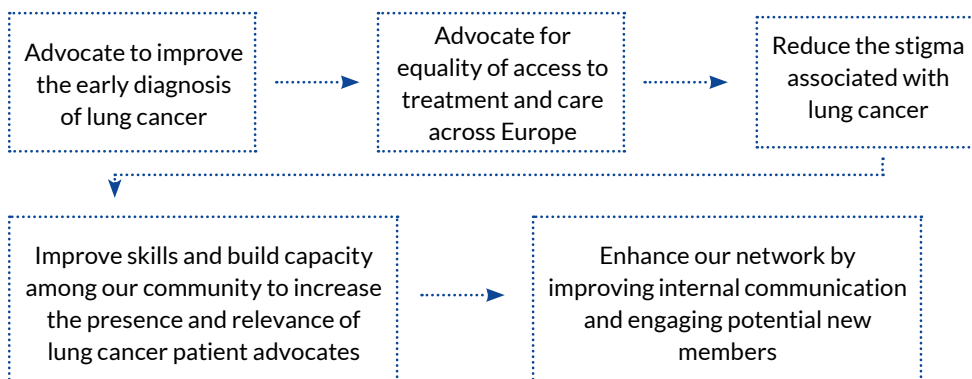 Advocate to improve
the early diagnosis
of lung cancer
Advocate for
equality of access to
treatment and care
across Europe
Reduce the stigma
associated with
lung cancer
Improve skills and build capacity
among our community to increase
the presence and relevance of
lung cancer patient advocates
Enhance our network by
improving internal communication
and engaging potential new
members